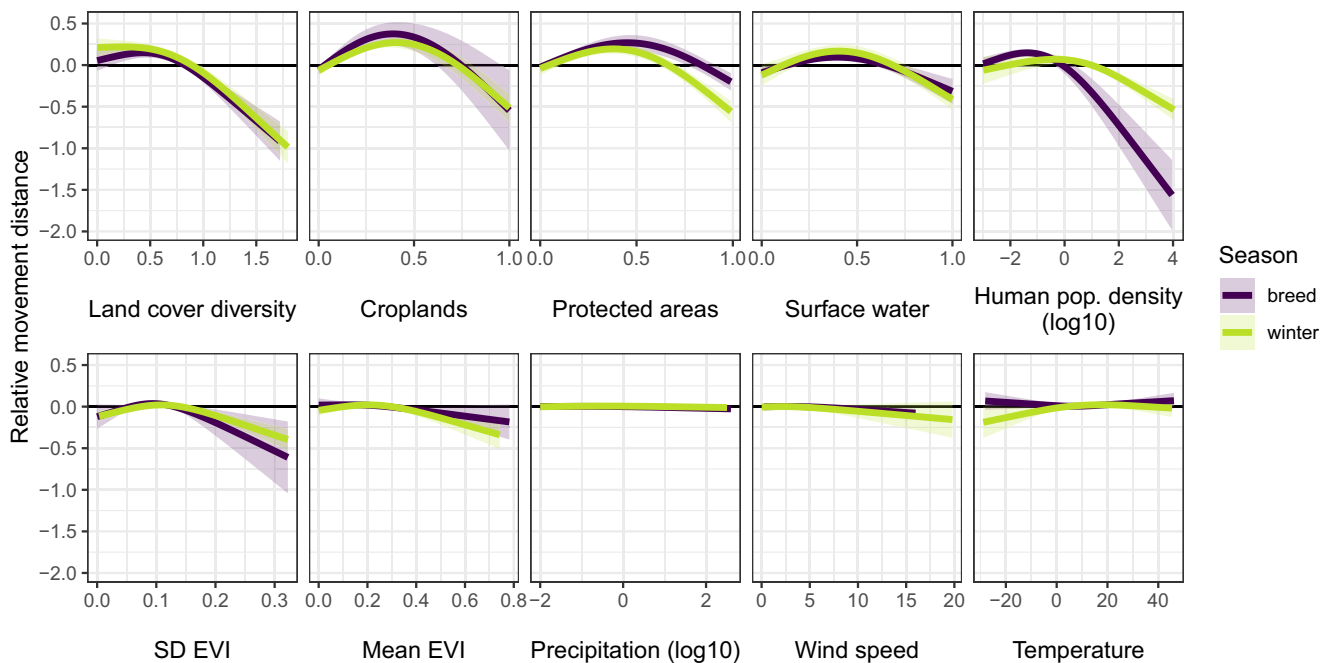 Relative movement distance
0.5
0.0
−0.5
−1.0
−1.5
−2.0
0.0 0.5 1.0 1.5
0.0 0.5 1.0
0.0 0.5 1.0
0.0 0.5 1.0
−2 0 2 4
Land cover diversity
Croplands
Protected areas
Surface water
Human pop. density
(log10)
Season
breed
winter
0.5
0.0
−0.5
−1.0
−1.5
−2.0
0.0 0.1 0.2 0.3
0.0 0.2 0.4 0.6 0.8
−2 0 2
0 5 10 15 20
−20 0 20 40
SD EVI
Mean EVI
Precipitation (log10)
Wind speed
Temperature